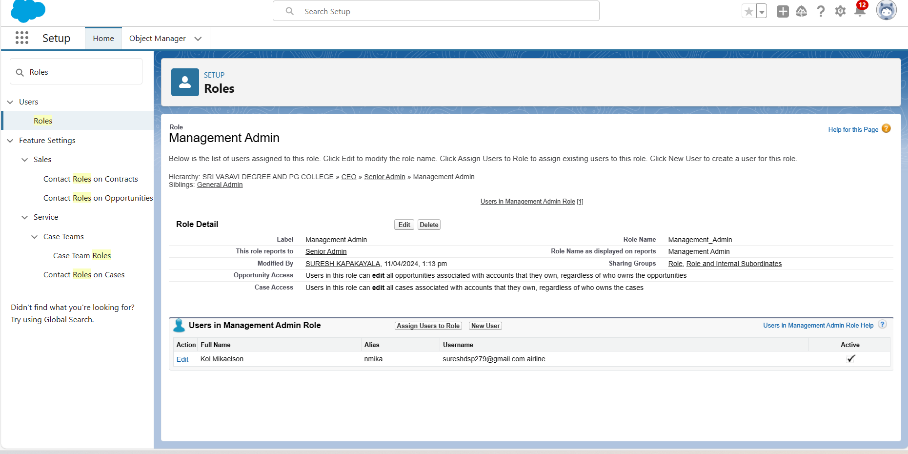 Search Setup
12
Setup
Home
Object Manager
Roles
Users
Roles
Feature Settings
Sales
Contact Roles on Contracts
Contact Roles on Opportunities
Service
Case Teams
Case Team Roles
Contact Roles on Cases
Didn't find what you're looking for?
Try using Global Search.
SETUP
Roles
Role
Management Admin
Help for this Page ?
Below is the list of users assigned to this role. Click Edit to modify the role name. Click Assign Users to Role to assign existing users to this role. Click New User to create a user for this role.
Hierarchy: SRI VASAVI DEGREE AND PG COLLEGE » CEO » Senior Admin » Management Admin
Siblings: General Admin
Users in Management Admin Role [1]
Role Detail Edit Delete
Label Management Admin Role Name Management_Admin
This role reports to Senior Admin Role Name as displayed on reports Management Admin
Modified By SURESH KAPAKAYALA, 11/04/2024, 1:13 pm Sharing Groups Role, Role and Internal Subordinates
Opportunity Access Users in this role can edit all opportunities associated with accounts that they own, regardless of who owns the opportunities
Case Access Users in this role can edit all cases associated with accounts that they own, regardless of who owns the cases
Users in Management Admin Role Assign Users to Role New User Users in Management Admin Role Help ?
Action Full Name Alias Username Active
Edit Kol Mikaelson nmika sureshdsp279@gmail.com.airline ✓